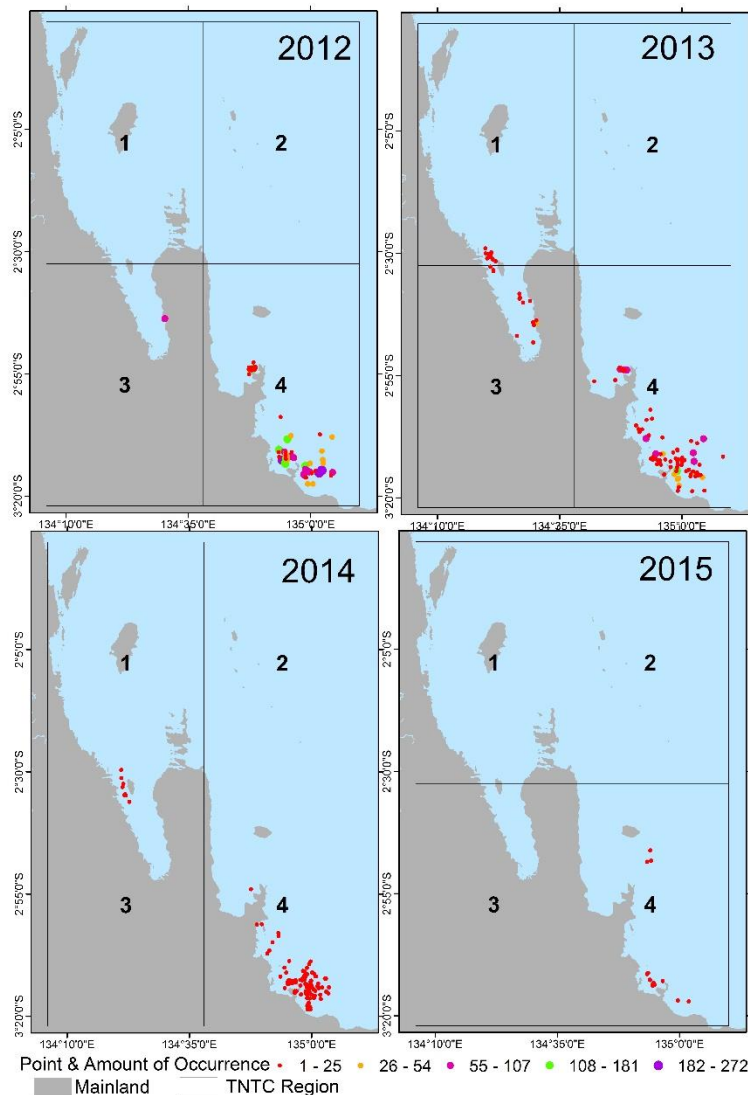 2012
1
2
3
4
2°5'0"S
2°30'0"S
2°55'0"S
3°20'0"S
134°10'0"E 134°35'0"E 135°0'0"E
2013
1
2
3
4
2°5'0"S
2°30'0"S
2°55'0"S
3°20'0"S
134°10'0"E 134°25'0"E 135°0'0"E
2014
1
2
3
4
2°5'0"S
2°30'0"S
2°55'0"S
3°20'0"S
134°10'0"E 134°35'0"E 135°0'0"E
2015
1
2
3
4
2°5'0"S
2°30'0"S
2°55'0"S
3°20'0"S
134°10'0"E 134°35'0"E 135°0'0"E
Point & Amount of Occurrence 1 - 25 26 - 54 55 - 107 108 - 181 182 - 272
Mainland TNTC Region